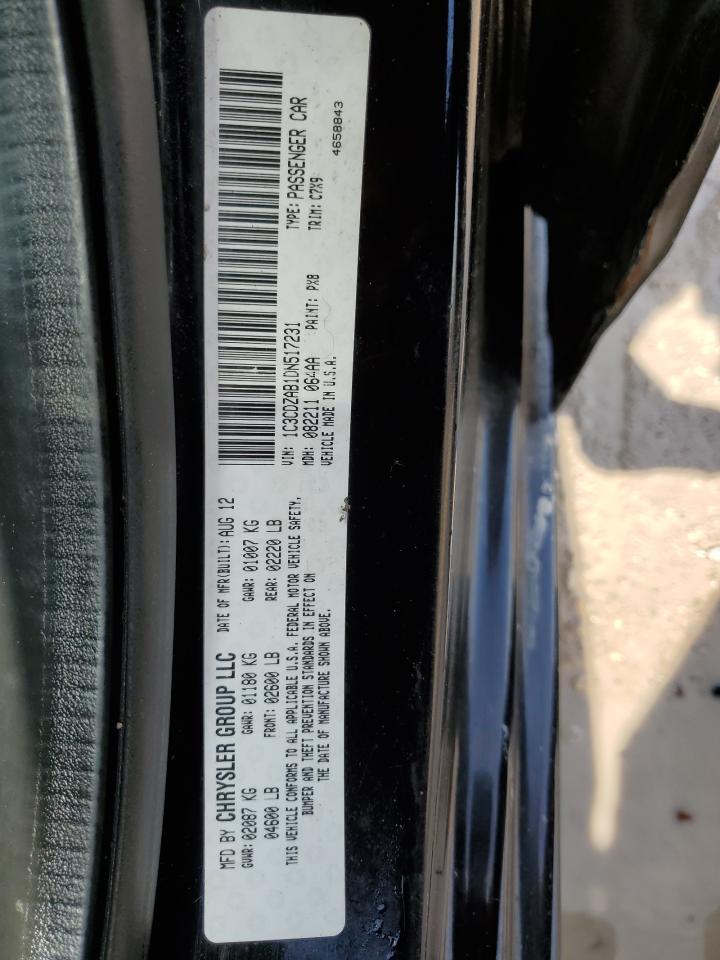 MFD BY CHRYSLER GROUP LLC DATE OF MFR(BUILT): AUG 12
GVWR: 02087 KG GAWR: 01180 KG GAWR: 01007 KG
04600 LB FRONT: 02600 LB REAR: 02220 LB
THIS VEHICLE CONFORMS TO ALL APPLICABLE U.S.A. FEDERAL MOTOR VEHICLE SAFETY,
BUMPER AND THEFT PREVENTION STANDARDS IN EFFECT ON
THE DATE OF MANUFACTURE SHOWN ABOVE.
VIN: 1C3CDZAB1DN517231 TYPE: PASSENGER CAR
MDH: 082211 064AA PAINT: PX8 TRIM: C7X9
VEHICLE MADE IN U.S.A. 4658843